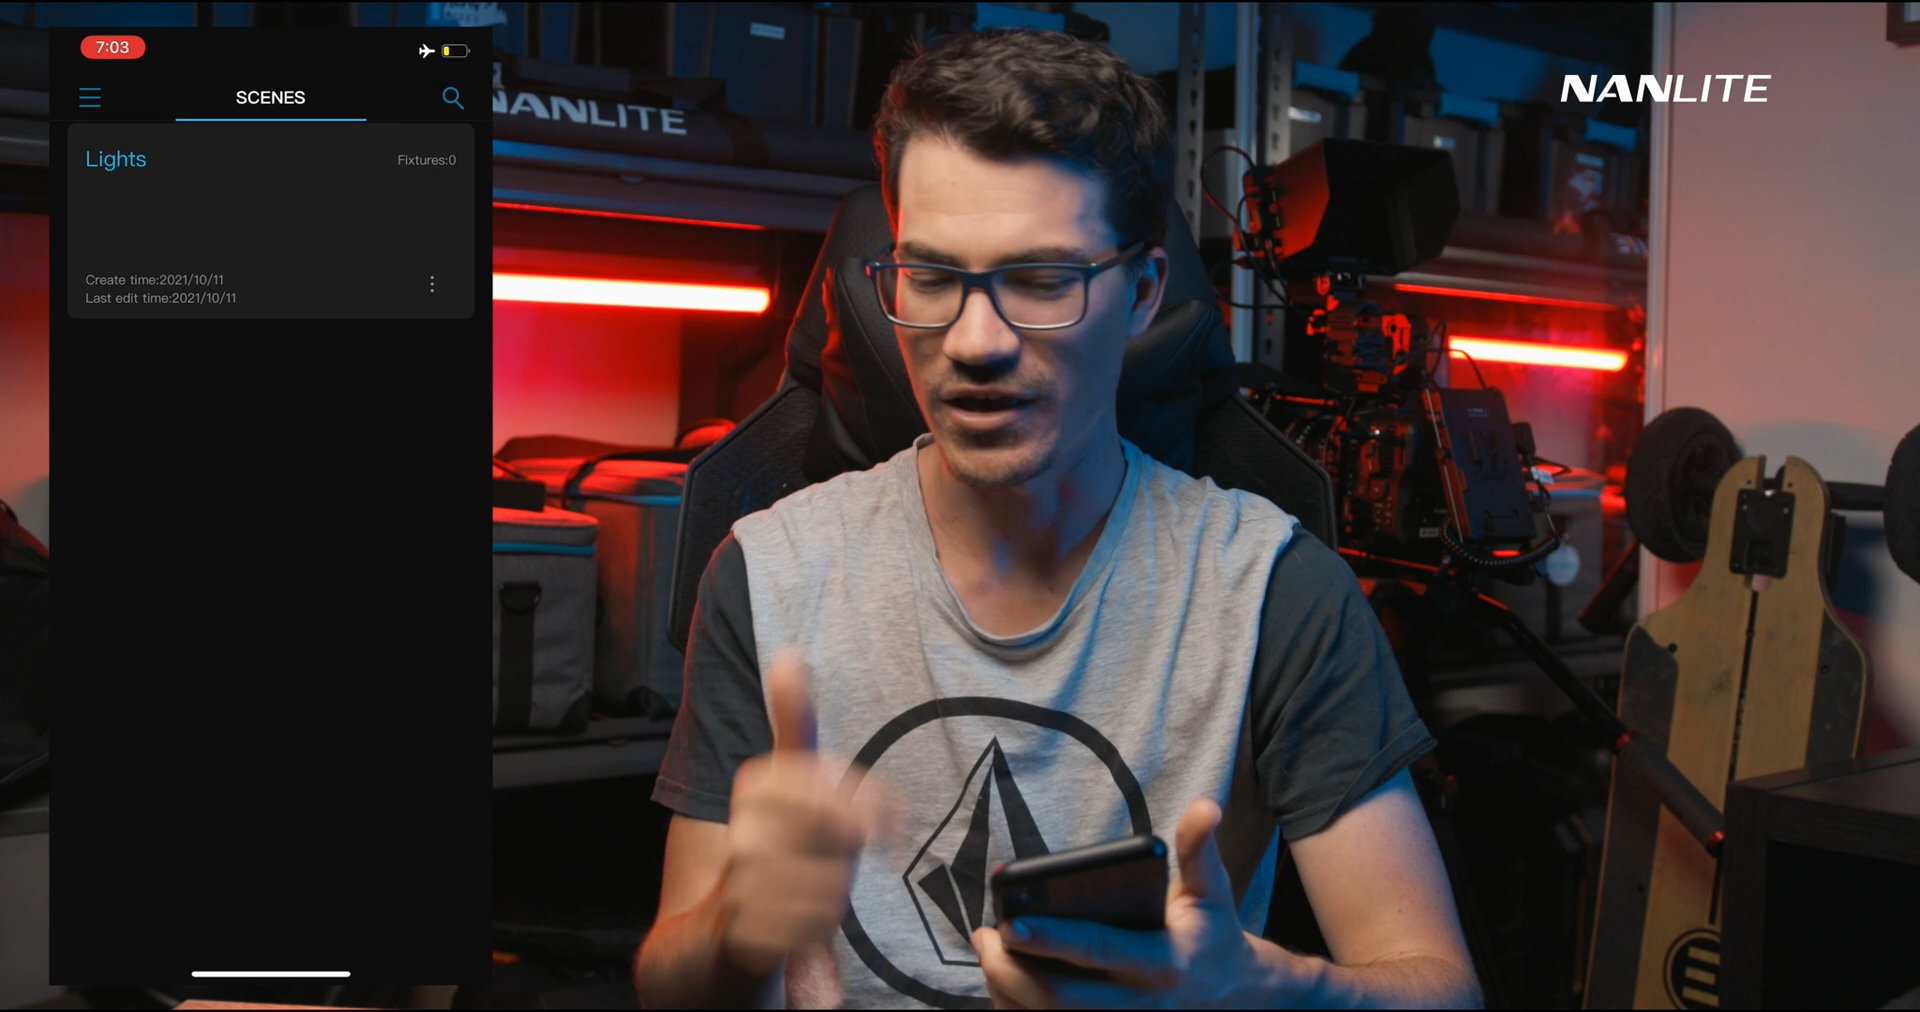 7:03
SCENES
Lights
Fixtures:0
Create time:2021/10/11
Last edit time:2021/10/11
NANLITE
NANLITE